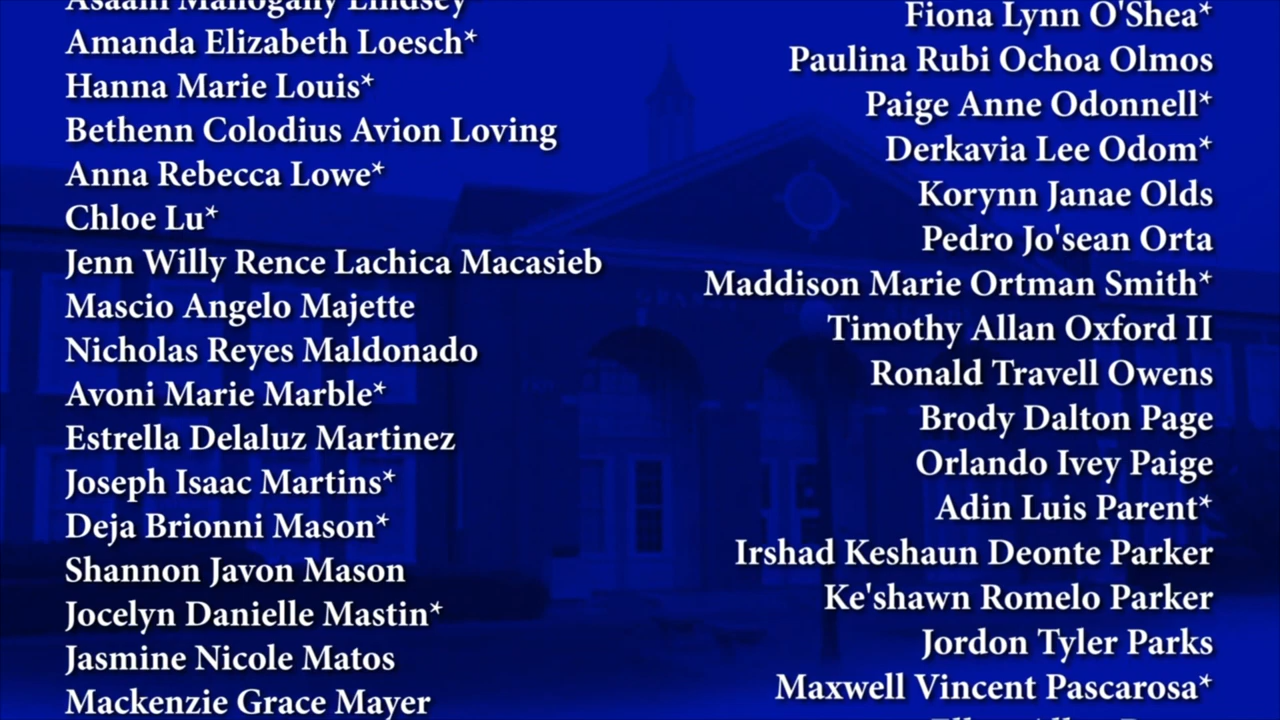 Asaani Mahogany Lindsey
Amanda Elizabeth Loesch*
Hanna Marie Louis*
Bethenn Colodius Avion Loving
Anna Rebecca Lowe*
Chloe Lu*
Jenn Willy Rence Lachica Macasieb
Mascio Angelo Majette
Nicholas Reyes Maldonado
Avoni Marie Marble*
Estrella Delaluz Martinez
Joseph Isaac Martins*
Deja Brionni Mason*
Shannon Javon Mason
Jocelyn Danielle Mastin*
Jasmine Nicole Matos
Mackenzie Grace Mayer
Fiona Lynn O'Shea*
Paulina Rubi Ochoa Olmos
Paige Anne Odonnell*
Derkavia Lee Odom*
Korynn Janae Olds
Pedro Jo'sean Orta
Maddison Marie Ortman Smith*
Timothy Allan Oxford II
Ronald Travell Owens
Brody Dalton Page
Orlando Ivey Paige
Adin Luis Parent*
Irshad Keshaun Deonte Parker
Ke'shawn Romelo Parker
Jordon Tyler Parks
Maxwell Vincent Pascarosa*